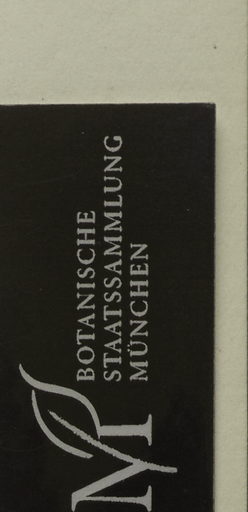 BOTANISCHE
STAATSSAMMLUNG
MÜNCHEN
M